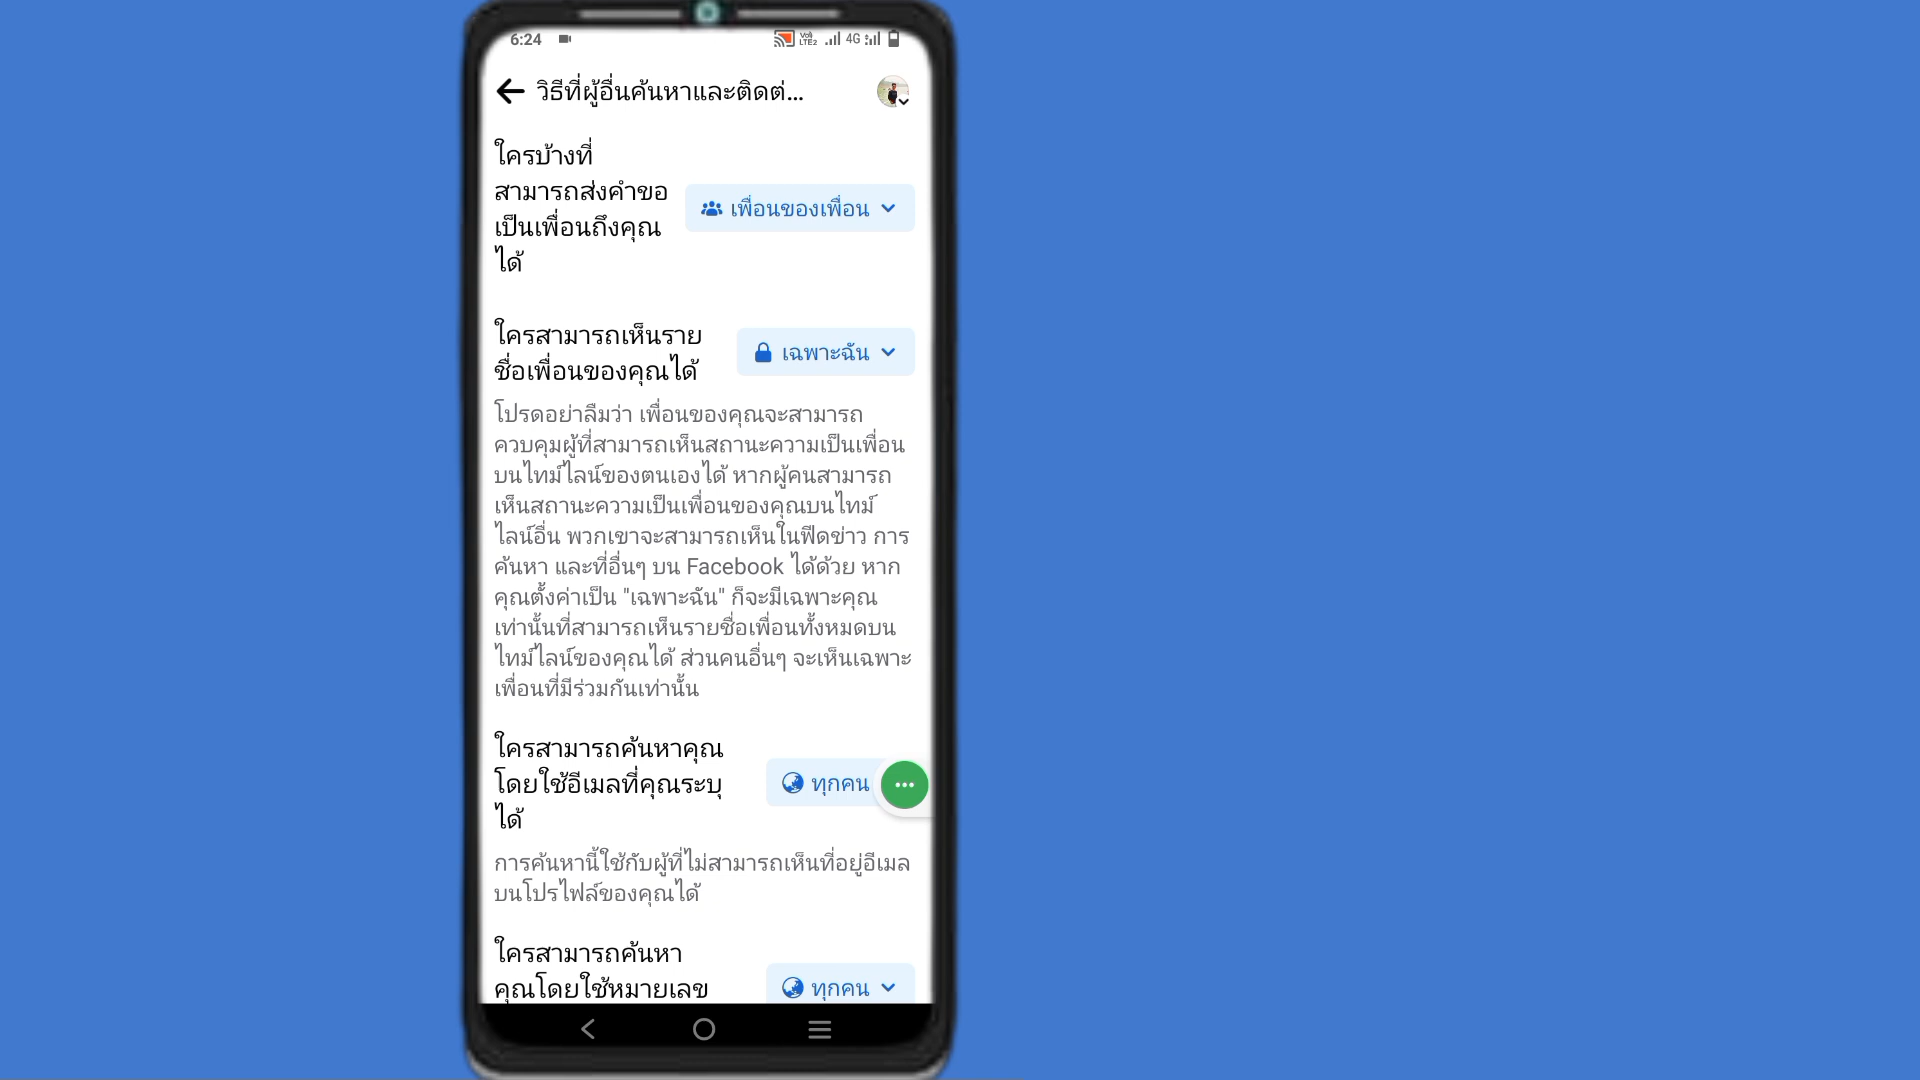 6:24
Vo) LTE2 4G
วิธีที่ผู้อื่นค้นหาและติดต่...
ใครบ้างที่
สามารถส่งคำขอ
เป็นเพื่อนถึงคุณ
ได้
เพื่อนของเพื่อน
ใครสามารถเห็นราย
ชื่อเพื่อนของคุณได้
เฉพาะฉัน
โปรดอย่าลืมว่า เพื่อนของคุณจะสามารถ
ควบคุมผู้ที่สามารถเห็นสถานะความเป็นเพื่อน
บนไทม์ไลน์ของตนเองได้ หากผู้คนสามารถ
เห็นสถานะความเป็นเพื่อนของคุณบนไทม์
ไลน์อื่น พวกเขาจะสามารถเห็นในฟีดข่าว การ
ค้นหา และที่อื่นๆ บน Facebook ได้ด้วย หาก
คุณตั้งค่าเป็น "เฉพาะฉัน" ก็จะมีเฉพาะคุณ
เท่านั้นที่สามารถเห็นรายชื่อเพื่อนทั้งหมดบน
ไทม์ไลน์ของคุณได้ ส่วนคนอื่นๆ จะเห็นเฉพาะ
เพื่อนที่มีร่วมกันเท่านั้น
ใครสามารถค้นหาคุณ
โดยใช้อีเมลที่คุณระบุ
ได้
ทุกคน
การค้นหานี้ใช้กับผู้ที่ไม่สามารถเห็นที่อยู่อีเมล
บนโปรไฟล์ของคุณได้
ใครสามารถค้นหา
คุณโดยใช้หมายเลข
ทุกคน